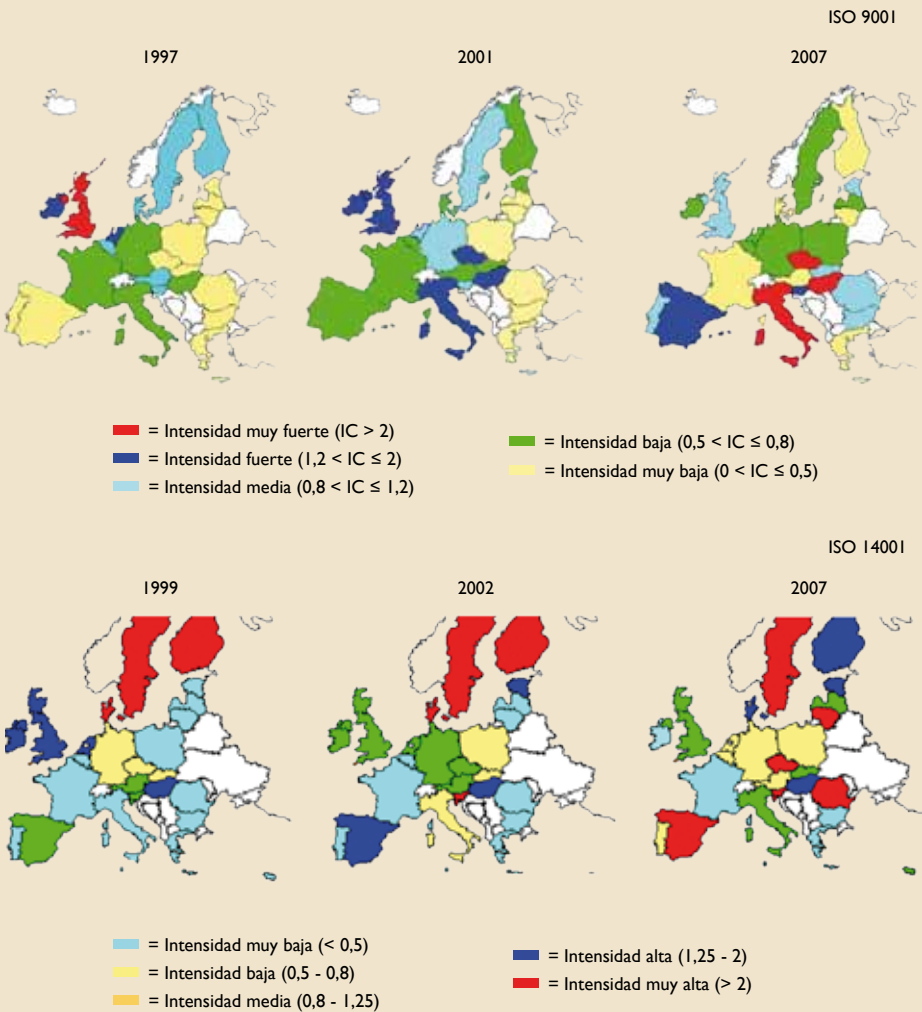 ISO 9001
1997 2001 2007
= Intensidad muy fuerte (IC > 2)
= Intensidad fuerte (1,2 < IC ≤ 2)
= Intensidad media (0,8 < IC ≤ 1,2)
= Intensidad baja (0,5 < IC ≤ 0,8)
= Intensidad muy baja (0 < IC ≤ 0,5)
ISO 14001
1999 2002 2007
= Intensidad muy baja (< 0,5)
= Intensidad baja (0,5 - 0,8)
= Intensidad media (0,8 - 1,25)
= Intensidad alta (1,25 - 2)
= Intensidad muy alta (> 2)